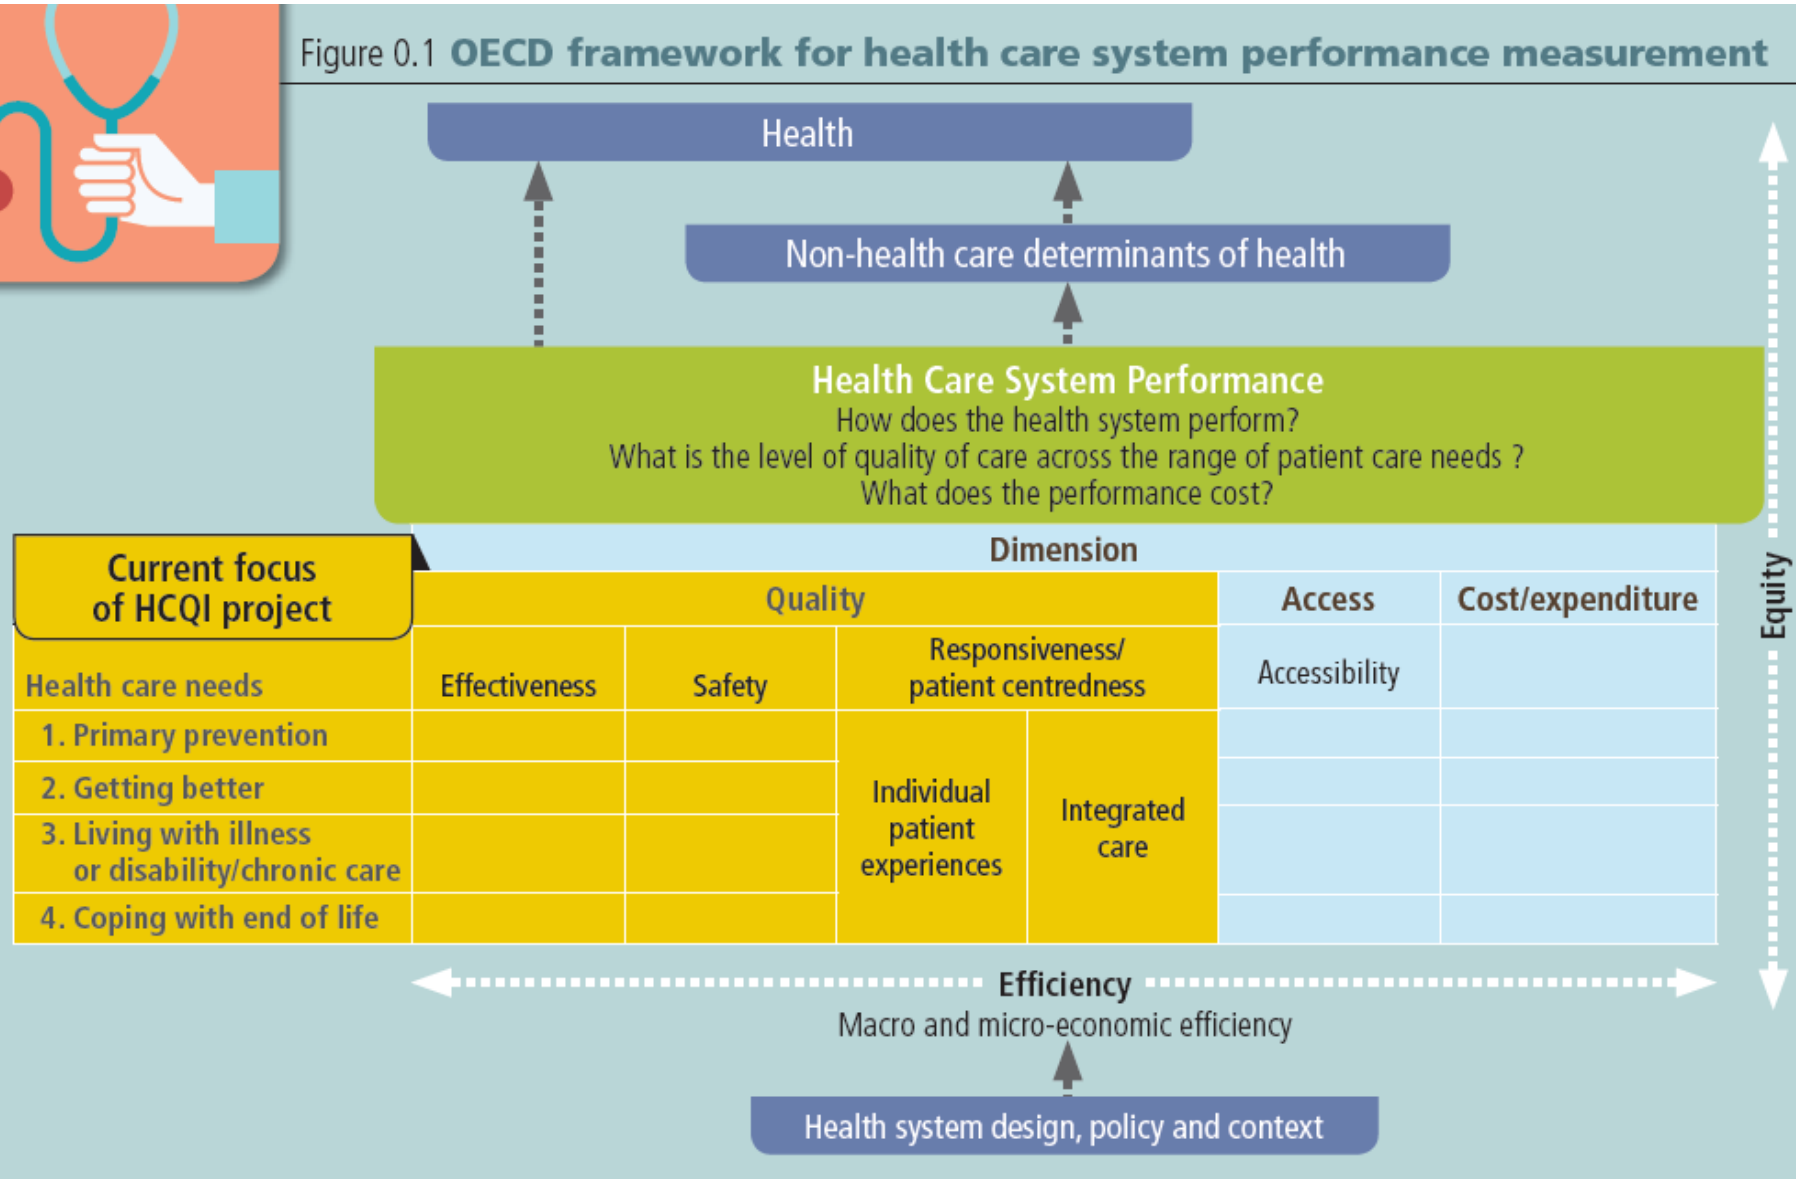 Figure 0.1 OECD framework for health care system performance measurement
Health
Non-health care determinants of health
Health Care System Performance
How does the health system perform?
What is the level of quality of care across the range of patient care needs ?
What does the performance cost?
Current focus
of HCQI project
Dimension
Quality
Access
Cost/expenditure
Health care needs
Effectiveness
Safety
Responsiveness/
patient centredness
Accessibility
1. Primary prevention
2. Getting better
3. Living with illness
or disability/chronic care
4. Coping with end of life
Individual
patient
experiences
Integrated
care
Equity
Efficiency
Macro and micro-economic efficiency
Health system design, policy and context